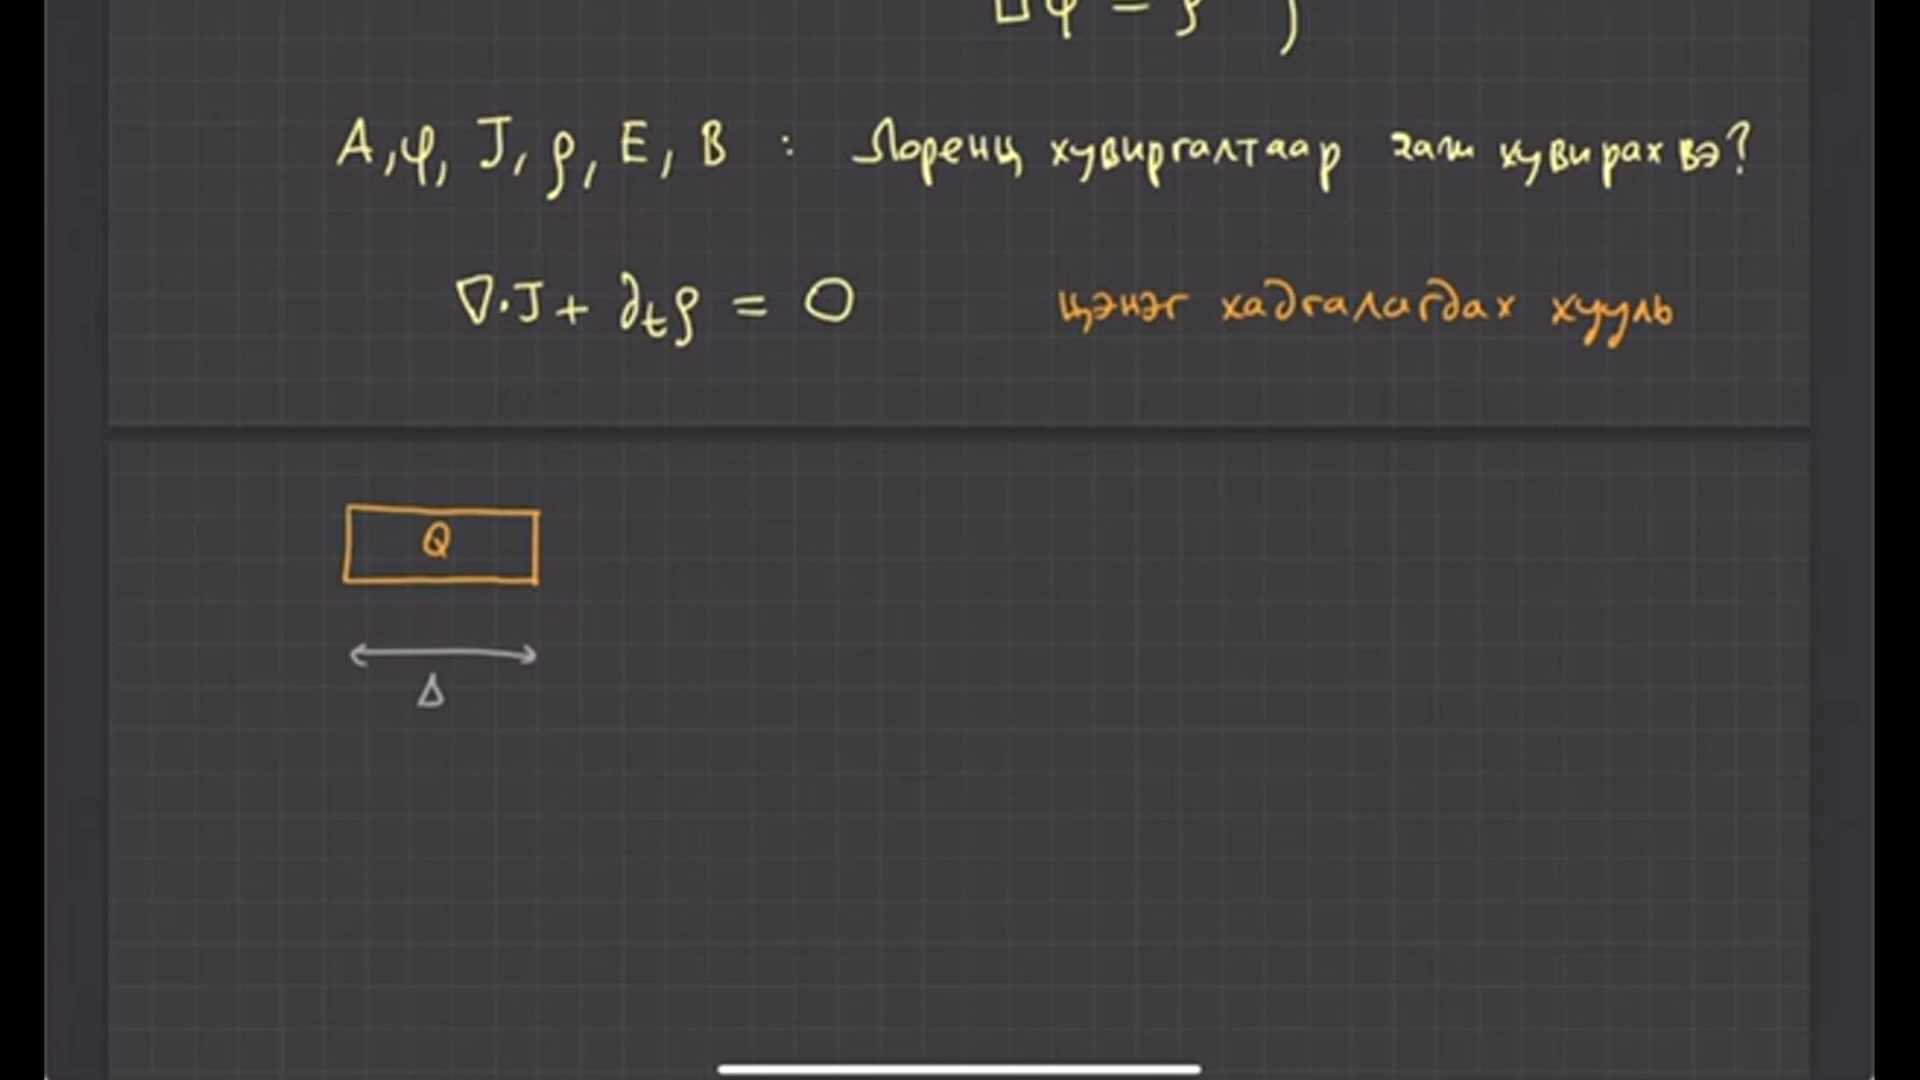 □φ = ρ )
A, φ, J, ρ, E, B : Лоренц хувиргалтаар яаж хувирах вэ?
∇·J + ∂tρ = 0 цэнэг хадгалагдах хууль
Q
Δ